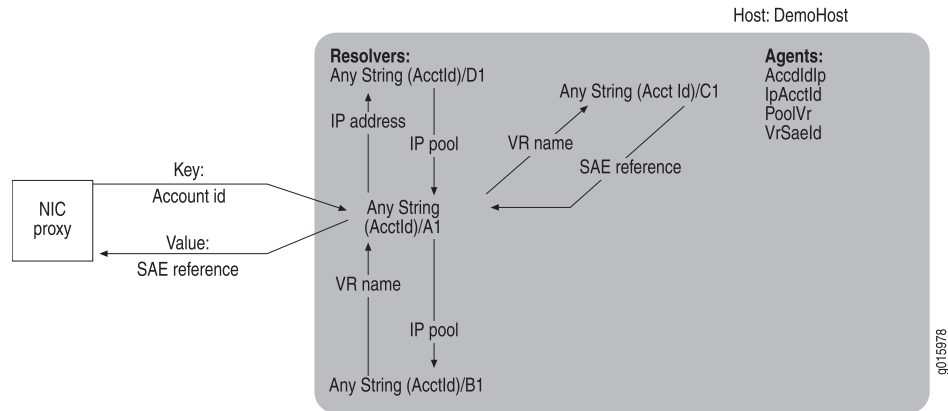 Host: DemoHost
Resolvers:
Any String (AcctId)/D1
Agents:
AccdIdIp
IpAcctId
PoolVr
VrSaeId
Any String (Acct Id)/C1
IP address
IP pool
VR name
SAE reference
Key:
Account id
NIC
proxy
Any String
(AcctId)/A1
Value:
SAE reference
VR name
IP pool
Any String (AcctId)/B1
g015978